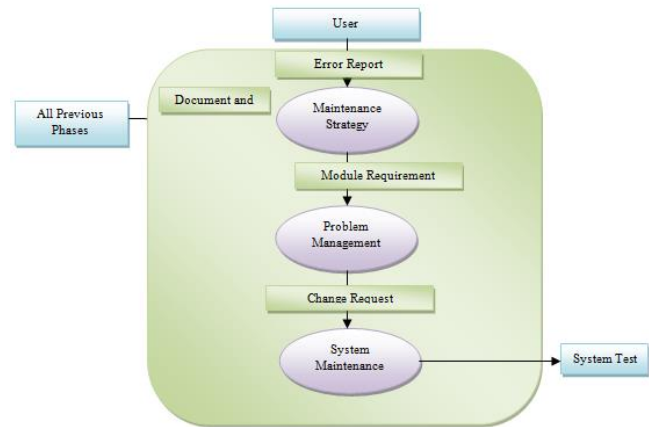 User
Error Report
Document and
All Previous
Phases
Maintenance
Strategy
Module Requirement
Problem
Management
Change Request
System
Maintenance
System Test